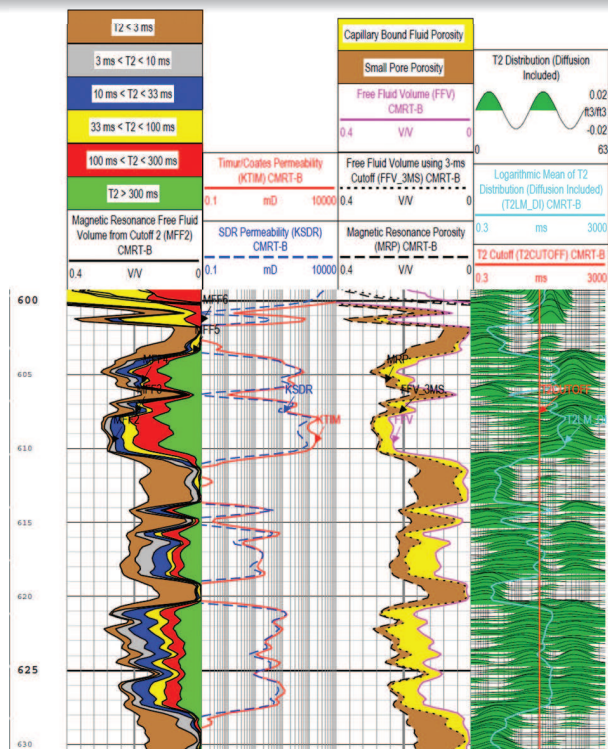 T2 < 3 ms
3 ms < T2 < 10 ms
10 ms < T2 < 33 ms
33 ms < T2 < 100 ms
100 ms < T2 < 300 ms
T2 > 300 ms
Magnetic Resonance Free Fluid
Volume from Cutoff 2 (MFF2)
CMRT-B
0.4 V/V 0
Timur/Coates Permeability
(KTIM) CMRT-B
0.1 mD 10000
SDR Permeability (KSDR)
CMRT-B
0.1 mD 10000
Capillary Bound Fluid Porosity
Small Pore Porosity
Free Fluid Volume (FFV)
CMRT-B
0.4 V/V 0
Free Fluid Volume using 3-ms
Cutoff (FFV_3MS) CMRT-B
0.4 V/V 0
Magnetic Resonance Porosity
(MRP) CMRT-B
0.4 V/V 0
T2 Distribution (Diffusion
Included)
0.02
ft3/ft3
-0.02
0 63
Logarithmic Mean of T2
Distribution (Diffusion Included)
(T2LM_DI) CMRT-B
0.3 ms 3000
T2 Cutoff (T2CUTOFF) CMRT-B
0.3 ms 3000
600
MFF6
MFF5
605
MFF4
MRP
MFF3
KSDR
FFV_3MS
T2CUTOFF
MFF2
KTIM
FFV
T2LM_DI
610
615
620
625
630